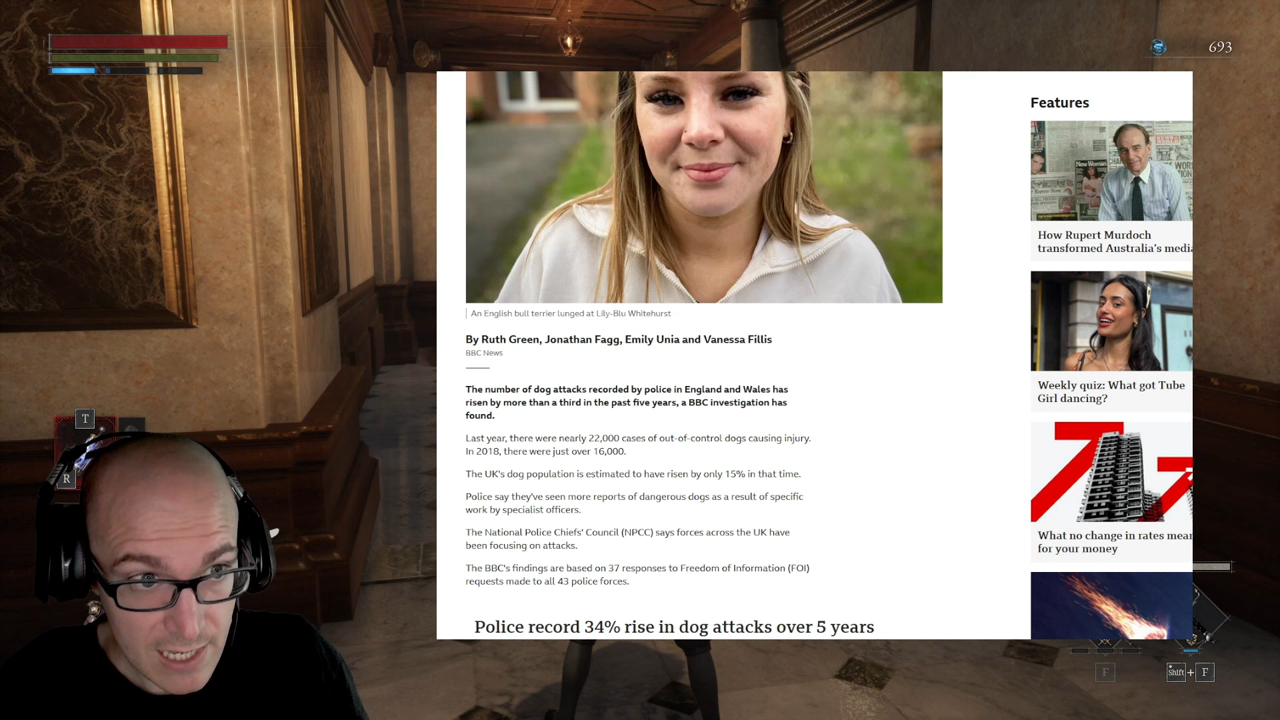 693
An English bull terrier lunged at Lily-Blu Whitehurst
By Ruth Green, Jonathan Fagg, Emily Unia and Vanessa Fillis
BBC News
The number of dog attacks recorded by police in England and Wales has
risen by more than a third in the past five years, a BBC investigation has
found.
Last year, there were nearly 22,000 cases of out-of-control dogs causing injury.
In 2018, there were just over 16,000.
The UK's dog population is estimated to have risen by only 15% in that time.
Police say they've seen more reports of dangerous dogs as a result of specific
work by specialist officers.
The National Police Chiefs' Council (NPCC) says forces across the UK have
been focusing on attacks.
The BBC's findings are based on 37 responses to Freedom of Information (FOI)
requests made to all 43 police forces.
Police record 34% rise in dog attacks over 5 years
Features
New Woman
How Rupert Murdoch
transformed Australia's media
Weekly quiz: What got Tube
Girl dancing?
What no change in rates mean
for your money
T
R
F
Shift + F